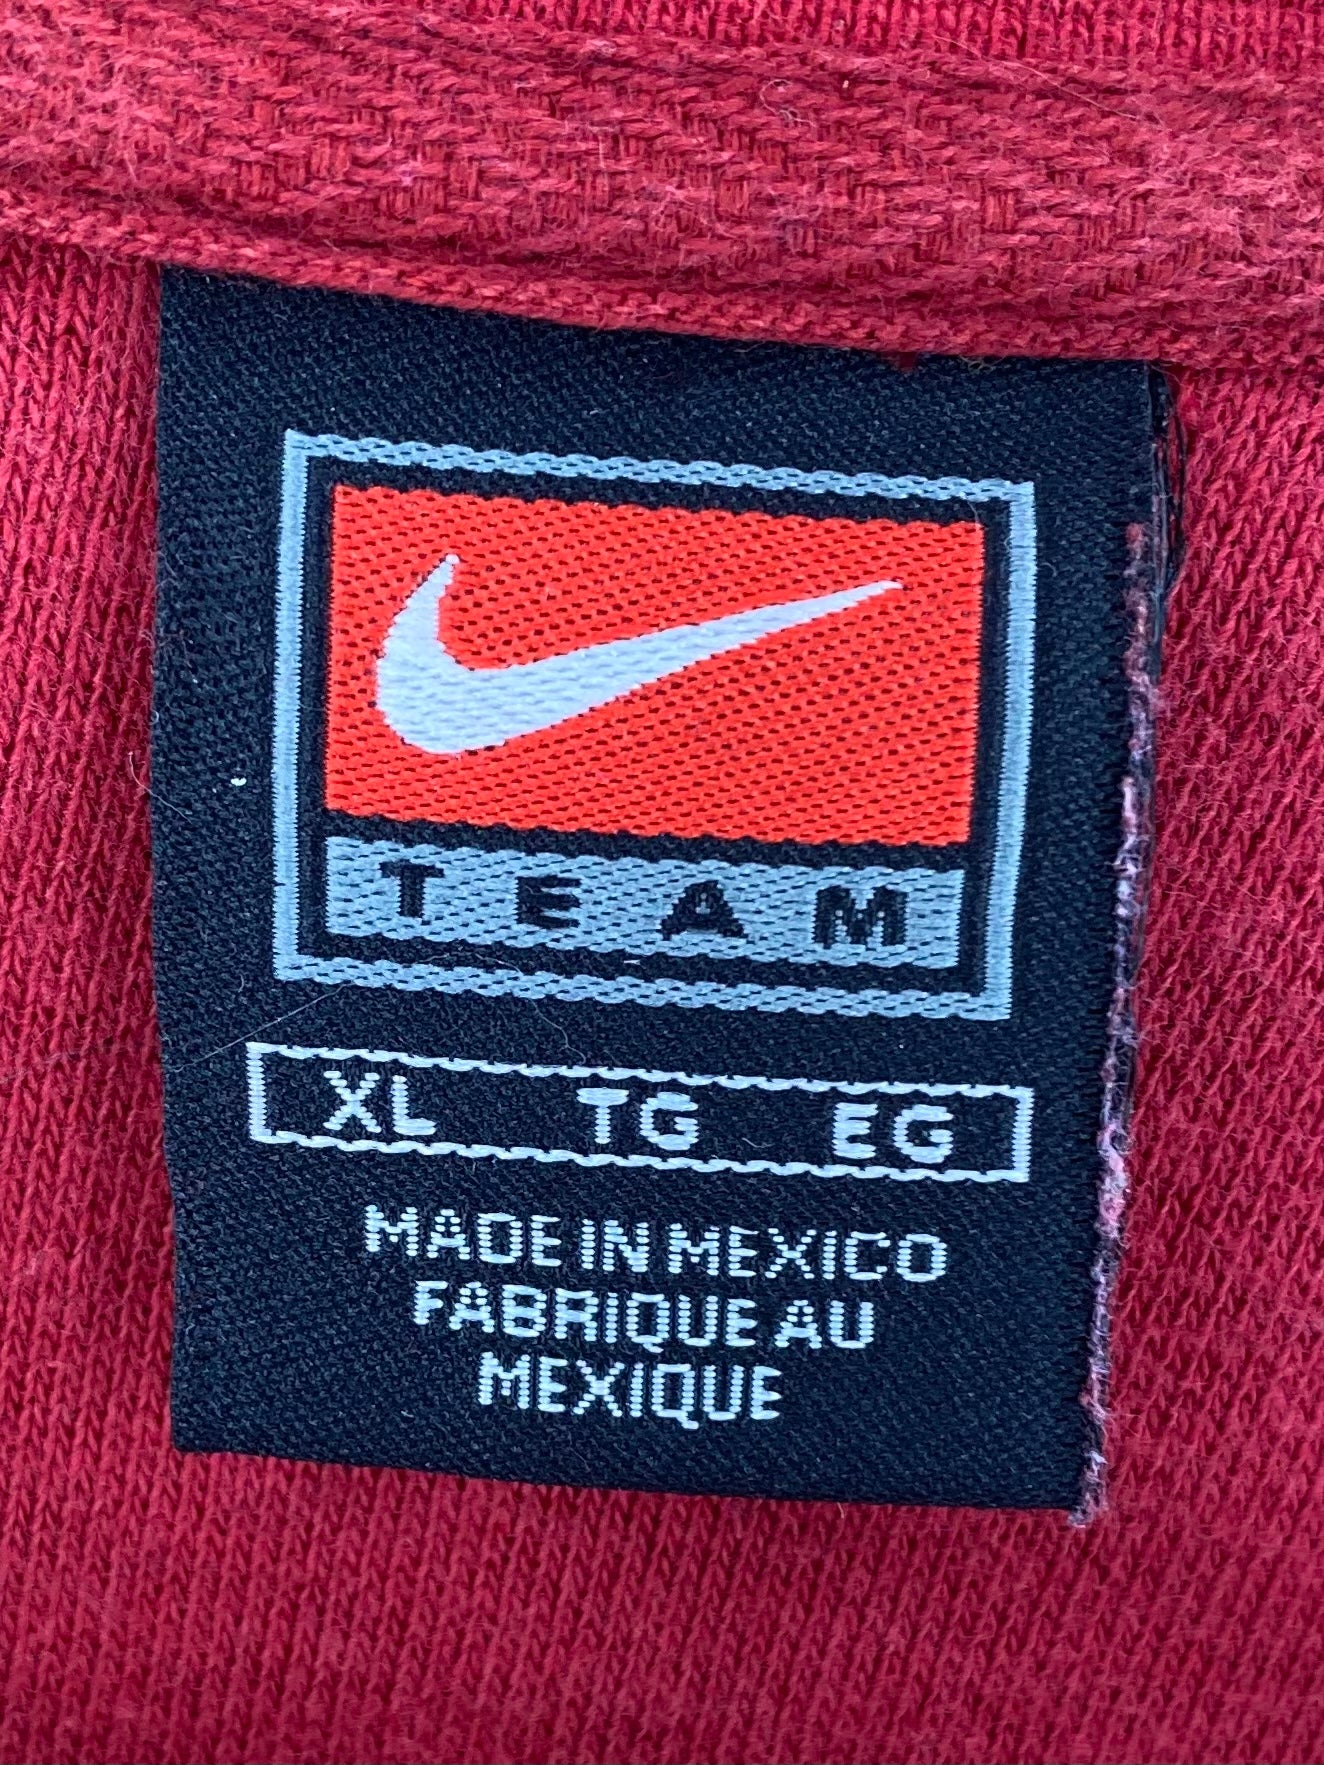 TEAM
XL TG EG
MADE IN MEXICO
FABRIQUE AU
MEXIQUE